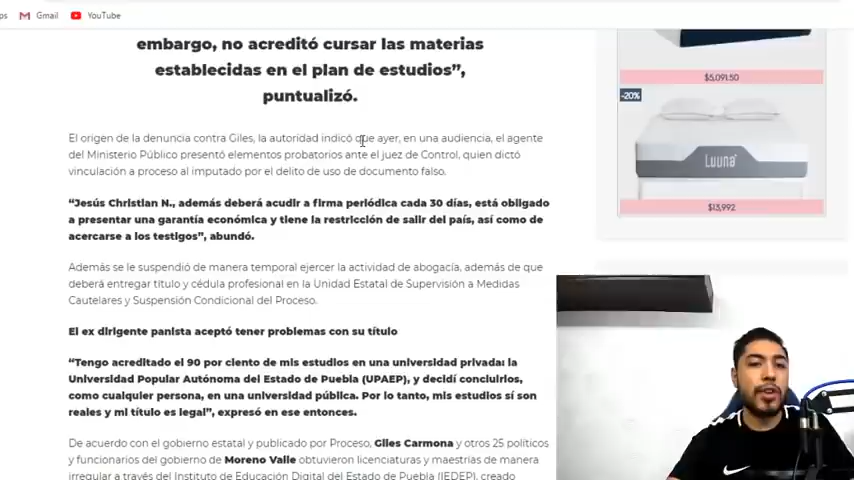 ps Gmail YouTube
embargo, no acreditó cursar las materias
establecidas en el plan de estudios”,
puntualizó.
El origen de la denuncia contra Giles, la autoridad indicó que ayer, en una audiencia, el agente
del Ministerio Público presentó elementos probatorios ante el juez de Control, quien dictó
vinculación a proceso al imputado por el delito de uso de documento falso.
“Jesús Christian N., además deberá acudir a firma periódica cada 30 días, está obligado
a presentar una garantía económica y tiene la restricción de salir del país, así como de
acercarse a los testigos”, abundó.
Además se le suspendió de manera temporal ejercer la actividad de abogacía, además de que
deberá entregar título y cédula profesional en la Unidad Estatal de Supervisión a Medidas
Cautelares y Suspensión Condicional del Proceso.
El ex dirigente panista aceptó tener problemas con su título
“Tengo acreditado el 90 por ciento de mis estudios en una universidad privada: la
Universidad Popular Autónoma del Estado de Puebla (UPAEP), y decidí concluirlos,
como cualquier persona, en una universidad pública. Por lo tanto, mis estudios sí son
reales y mi título es legal”, expresó en ese entonces.
De acuerdo con el gobierno estatal y publicado por Proceso, Giles Carmona y otros 25 políticos
y funcionarios del gobierno de Moreno Valle obtuvieron licenciaturas y maestrías de manera
irregular a través del Instituto de Educación Digital del Estado de Puebla (IEDEP), creado
$5,091.50
-20%
Luuna
$13,992